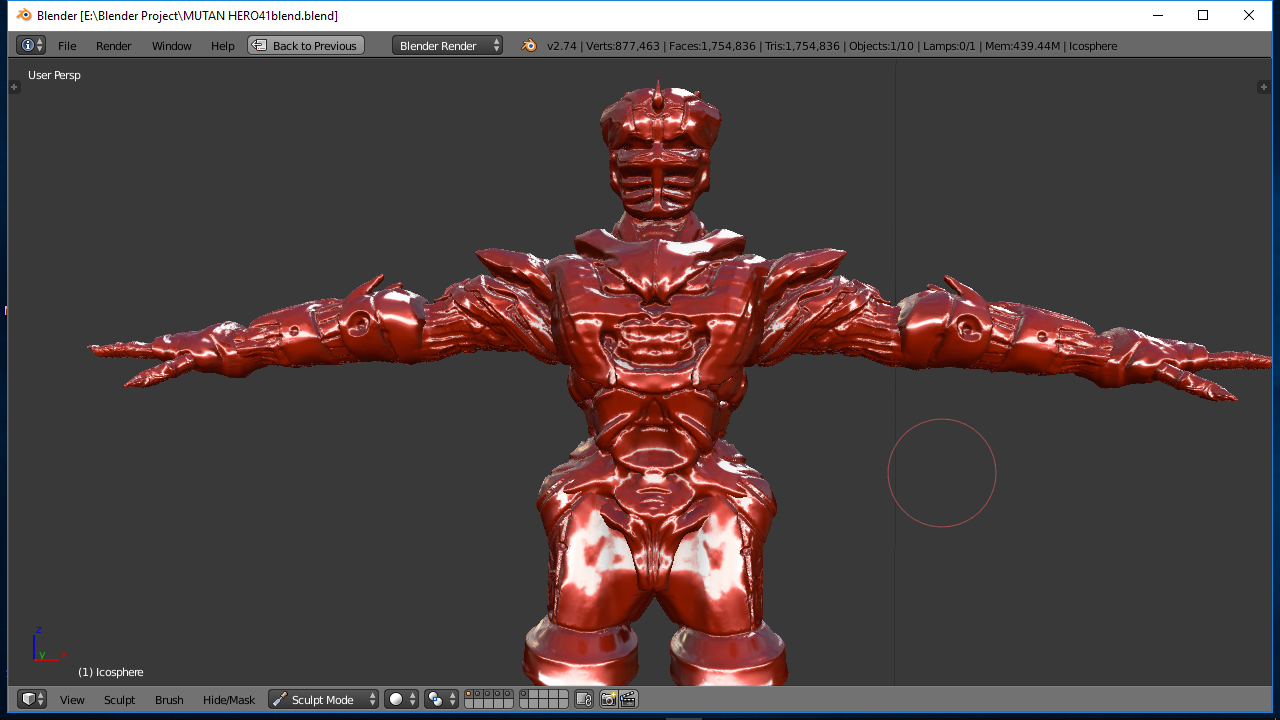 Blender [E:\Blender Project\MUTAN HERO41blend.blend]
File Render Window Help Back to Previous Blender Render v2.74 | Verts:877,463 | Faces:1,754,836 | Tris:1,754,836 | Objects:1/10 | Lamps:0/1 | Mem:439.44M | Icosphere
User Persp
z
y x
(1) Icosphere
View Sculpt Brush Hide/Mask Sculpt Mode